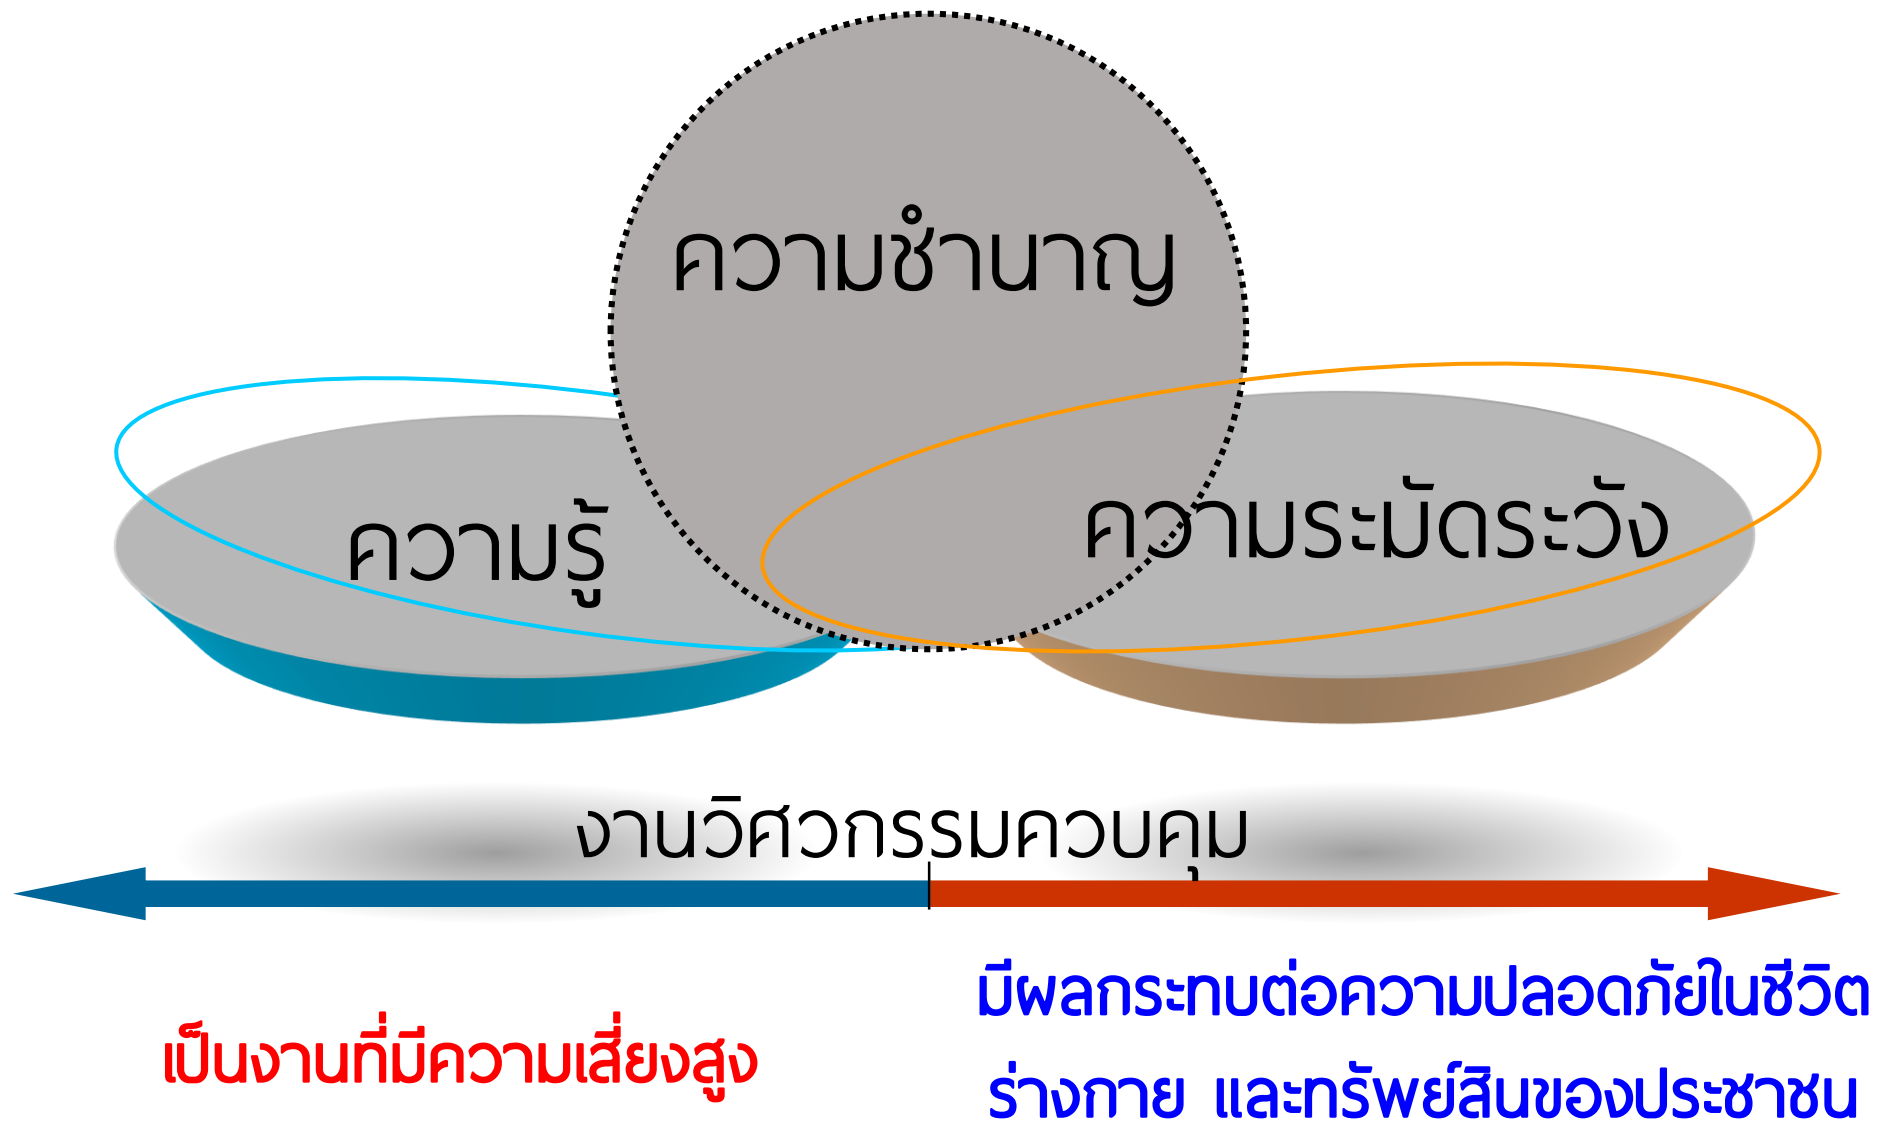 ความชำนาญ
ความรู้
ความระมัดระวัง
งานวิศวกรรมควบคุม
เป็นงานที่มีความเสี่ยงสูง
มีผลกระทบต่อความปลอดภัยในชีวิต
ร่างกาย และทรัพย์สินของประชาชน